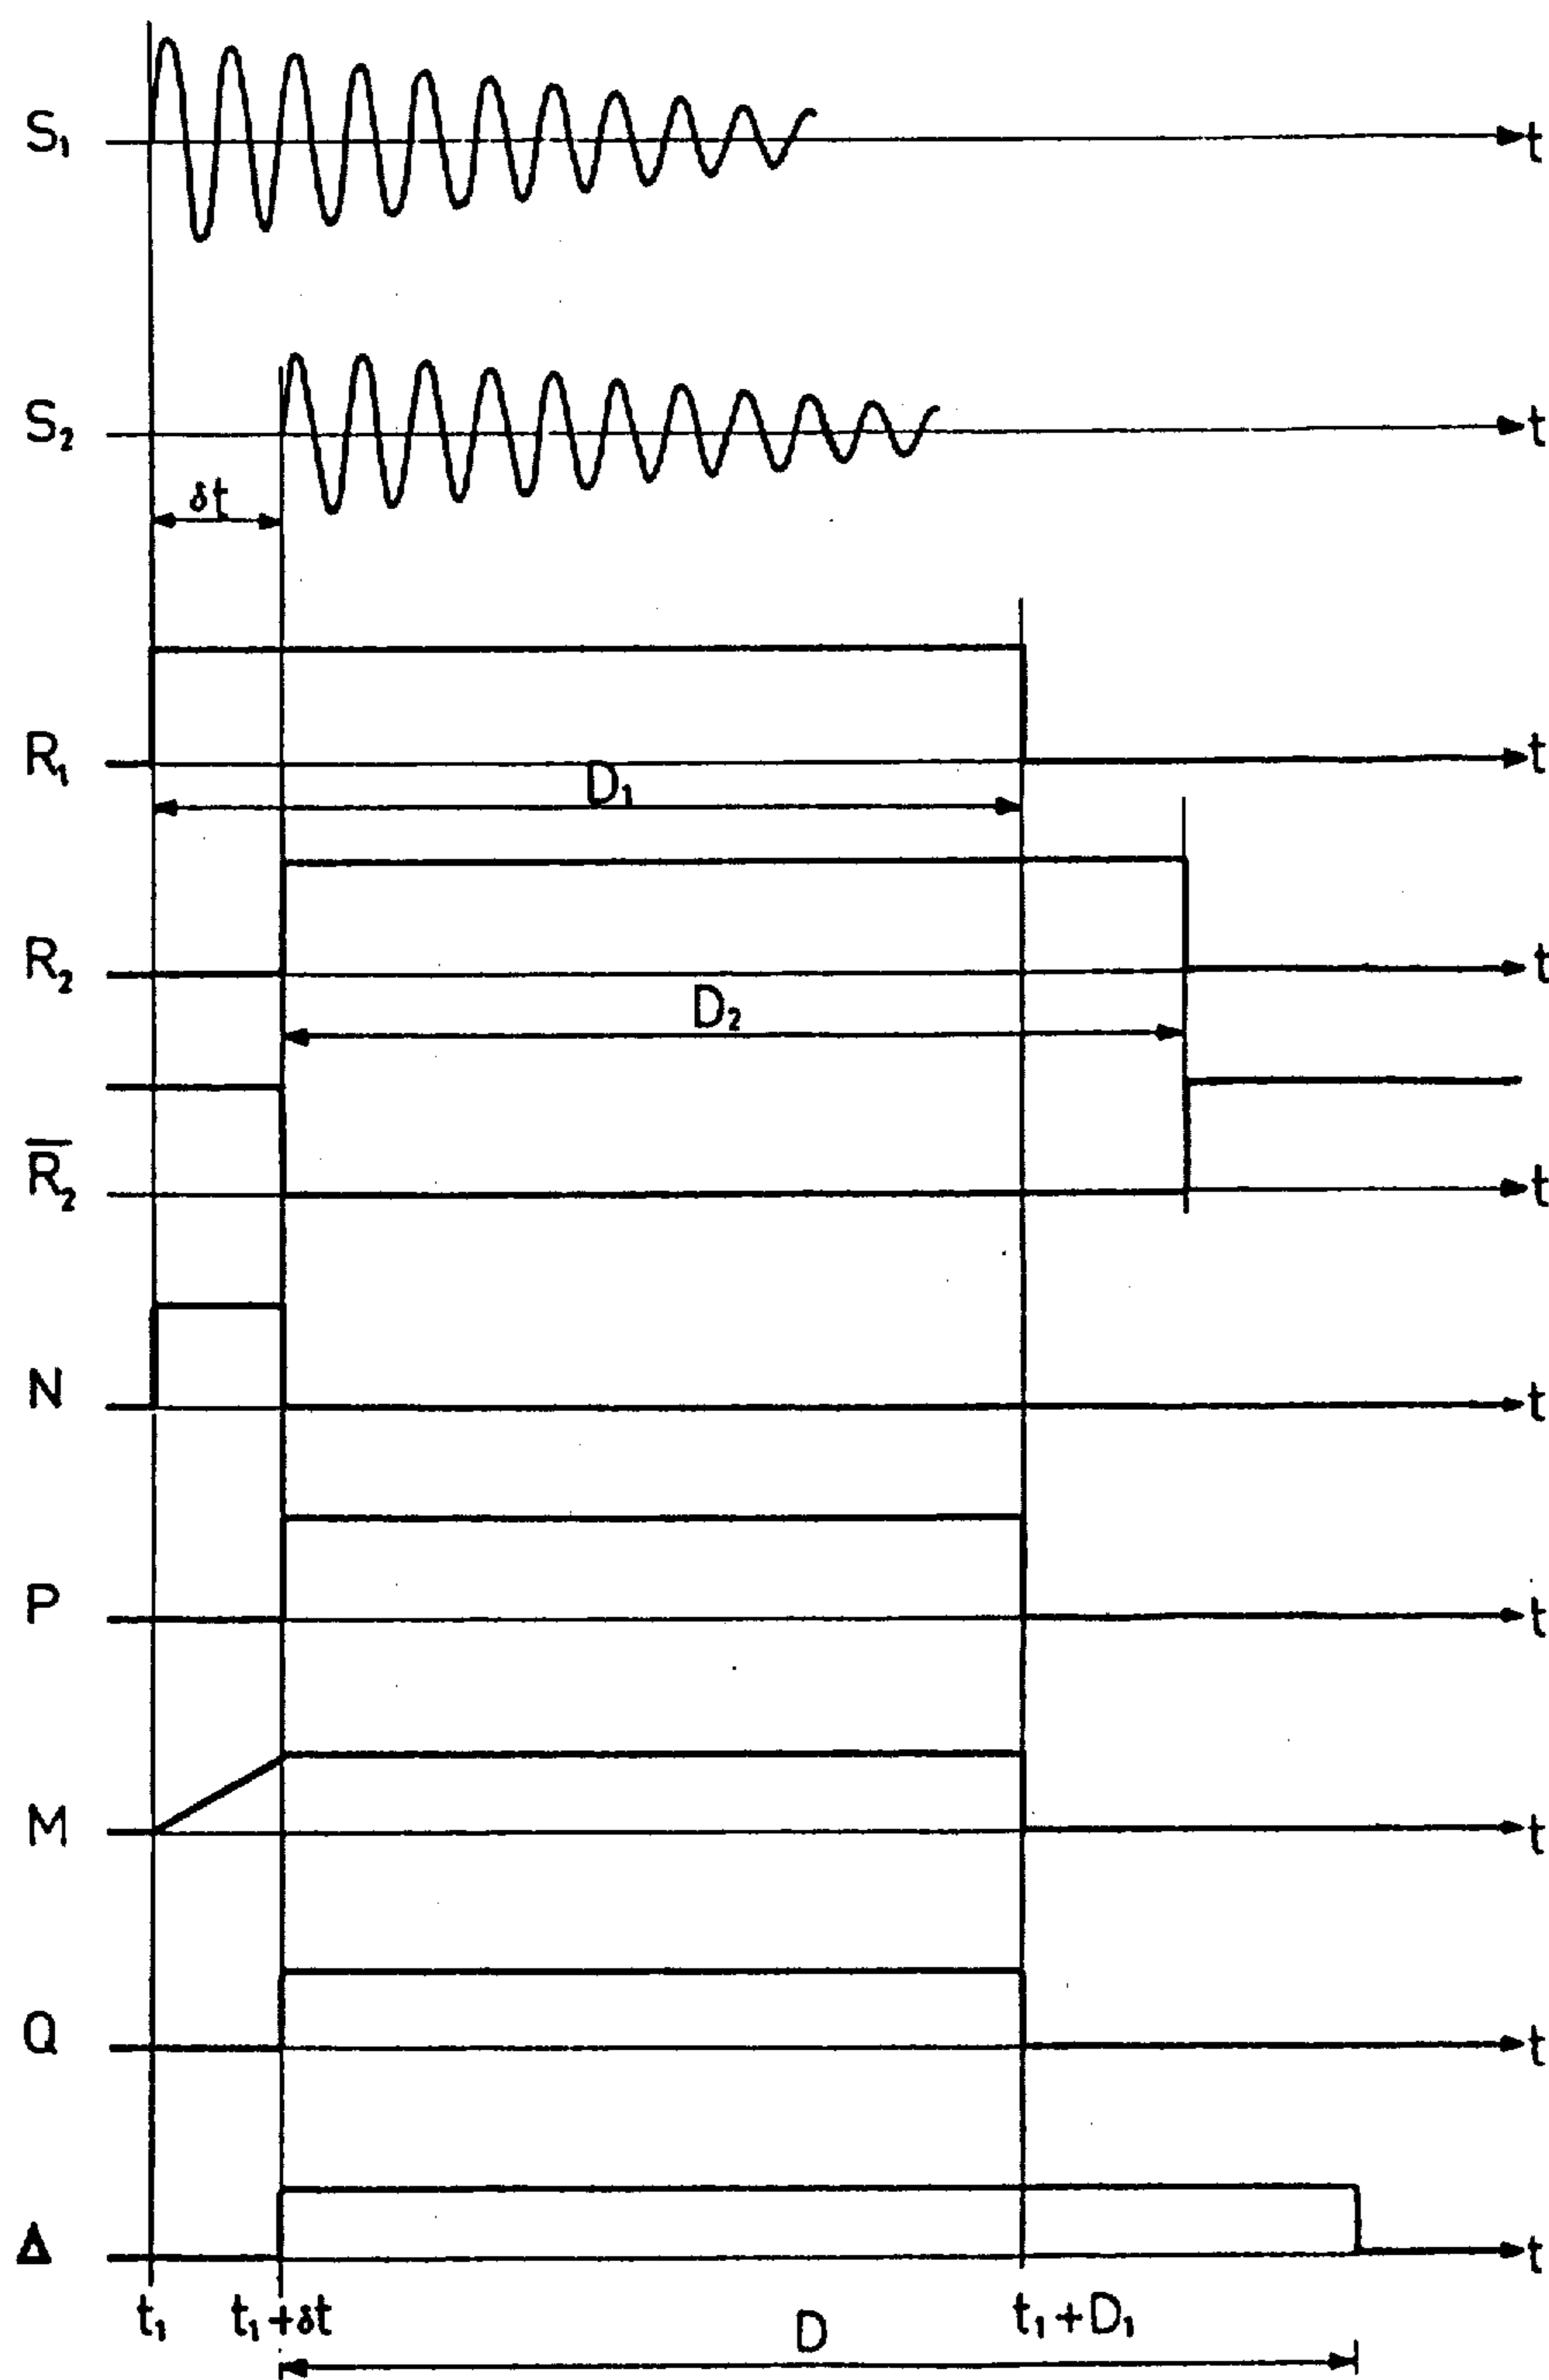 S₁ t
S₂ t
δt
R₁ t
D₁
R₂ t
D₂
R̅₂ t
N t
P t
M t
Q t
Δ t
t₁ t₁+δt t₁+D₁
D